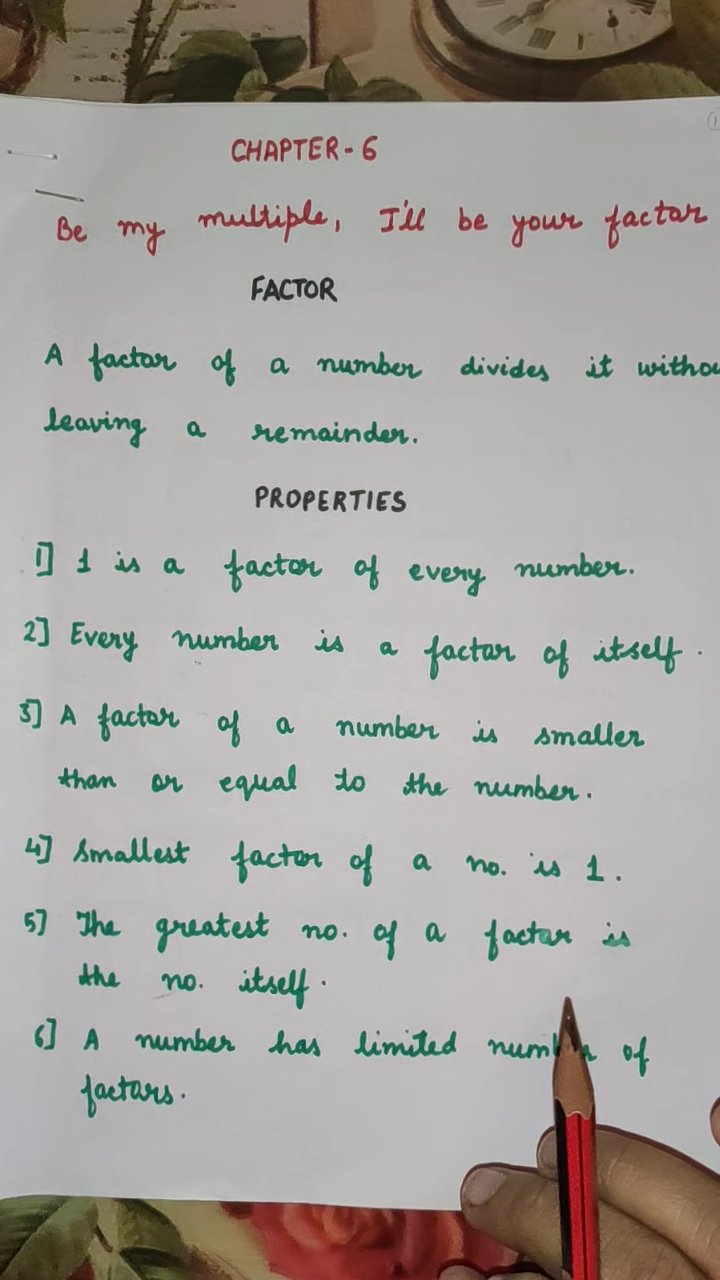 CHAPTER-6
Be my multiple, I'll be your factor
FACTOR
A factor of a number divides it withou
leaving a remainder.
PROPERTIES
1] 1 is a factor of every number.
2] Every number is a factor of itself.
3] A factor of a number is smaller
than or equal to the number.
4] Smallest factor of a no. is 1.
5] The greatest no. of a factor is
the no. itself.
6] A number has limited number of
factors.